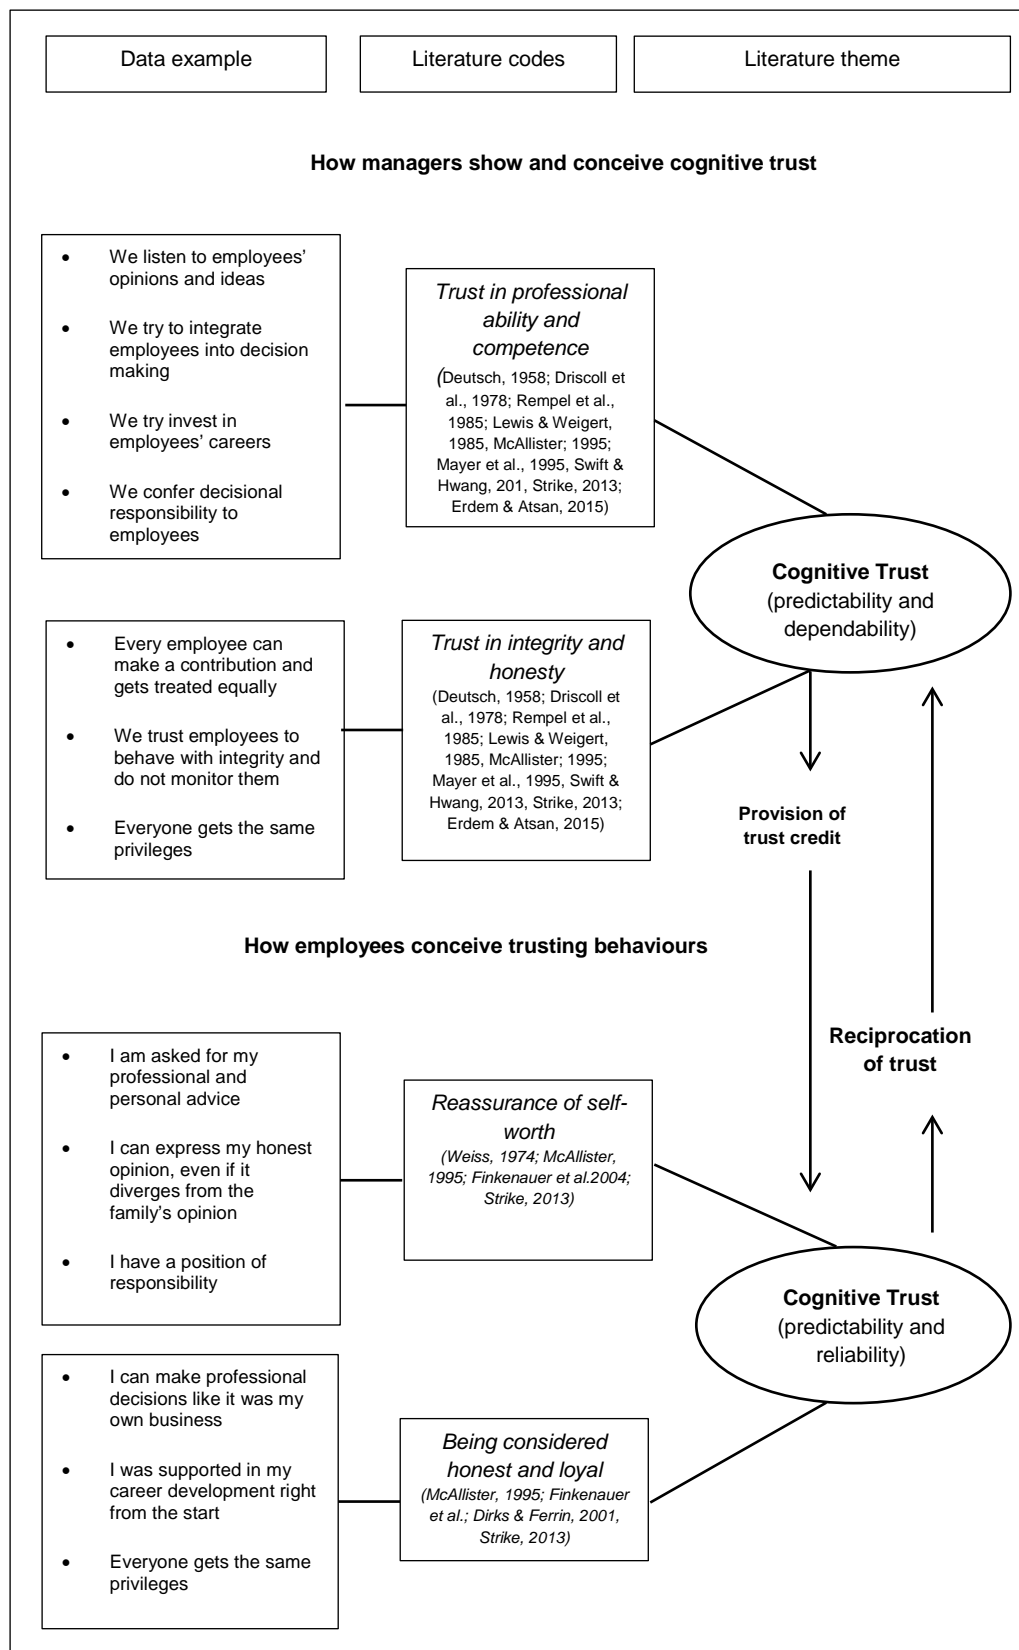 Data example
Literature codes
Literature theme
How managers show and conceive cognitive trust
• We listen to employees’
opinions and ideas
• We try to integrate
employees into decision
making
• We try invest in
employees’ careers
• We confer decisional
responsibility to
employees
Trust in professional
ability and
competence
(Deutsch, 1958; Driscoll et
al., 1978; Rempel et al.,
1985; Lewis & Weigert,
1985, McAllister; 1995;
Mayer et al., 1995, Swift &
Hwang, 201, Strike, 2013;
Erdem & Atsan, 2015)
Cognitive Trust
(predictability and
dependability)
• Every employee can
make a contribution and
gets treated equally
• We trust employees to
behave with integrity and
do not monitor them
• Everyone gets the same
privileges
Trust in integrity and
honesty
(Deutsch, 1958; Driscoll et
al., 1978; Rempel et al.,
1985; Lewis & Weigert,
1985, McAllister; 1995;
Mayer et al., 1995, Swift &
Hwang, 2013, Strike, 2013;
Erdem & Atsan, 2015)
Provision of
trust credit
How employees conceive trusting behaviours
Reciprocation
of trust
• I am asked for my
professional and
personal advice
• I can express my honest
opinion, even if it
diverges from the
family’s opinion
• I have a position of
responsibility
Reassurance of self-
worth
(Weiss, 1974; McAllister,
1995; Finkenauer et al.2004;
Strike, 2013)
Cognitive Trust
(predictability and
reliability)
• I can make professional
decisions like it was my
own business
• I was supported in my
career development right
from the start
• Everyone gets the same
privileges
Being considered
honest and loyal
(McAllister, 1995; Finkenauer
et al.; Dirks & Ferrin, 2001,
Strike, 2013)